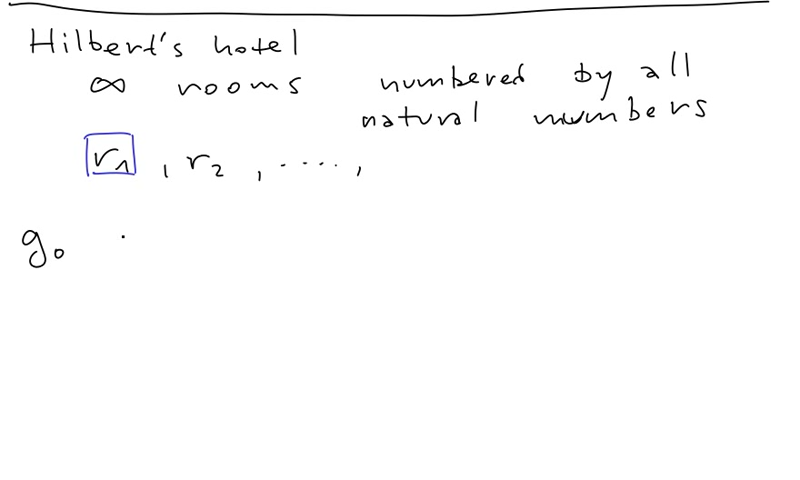 Hilbert's hotel
∞ rooms numbered by all
natural numbers
r₁, r₂, ....,
g₀